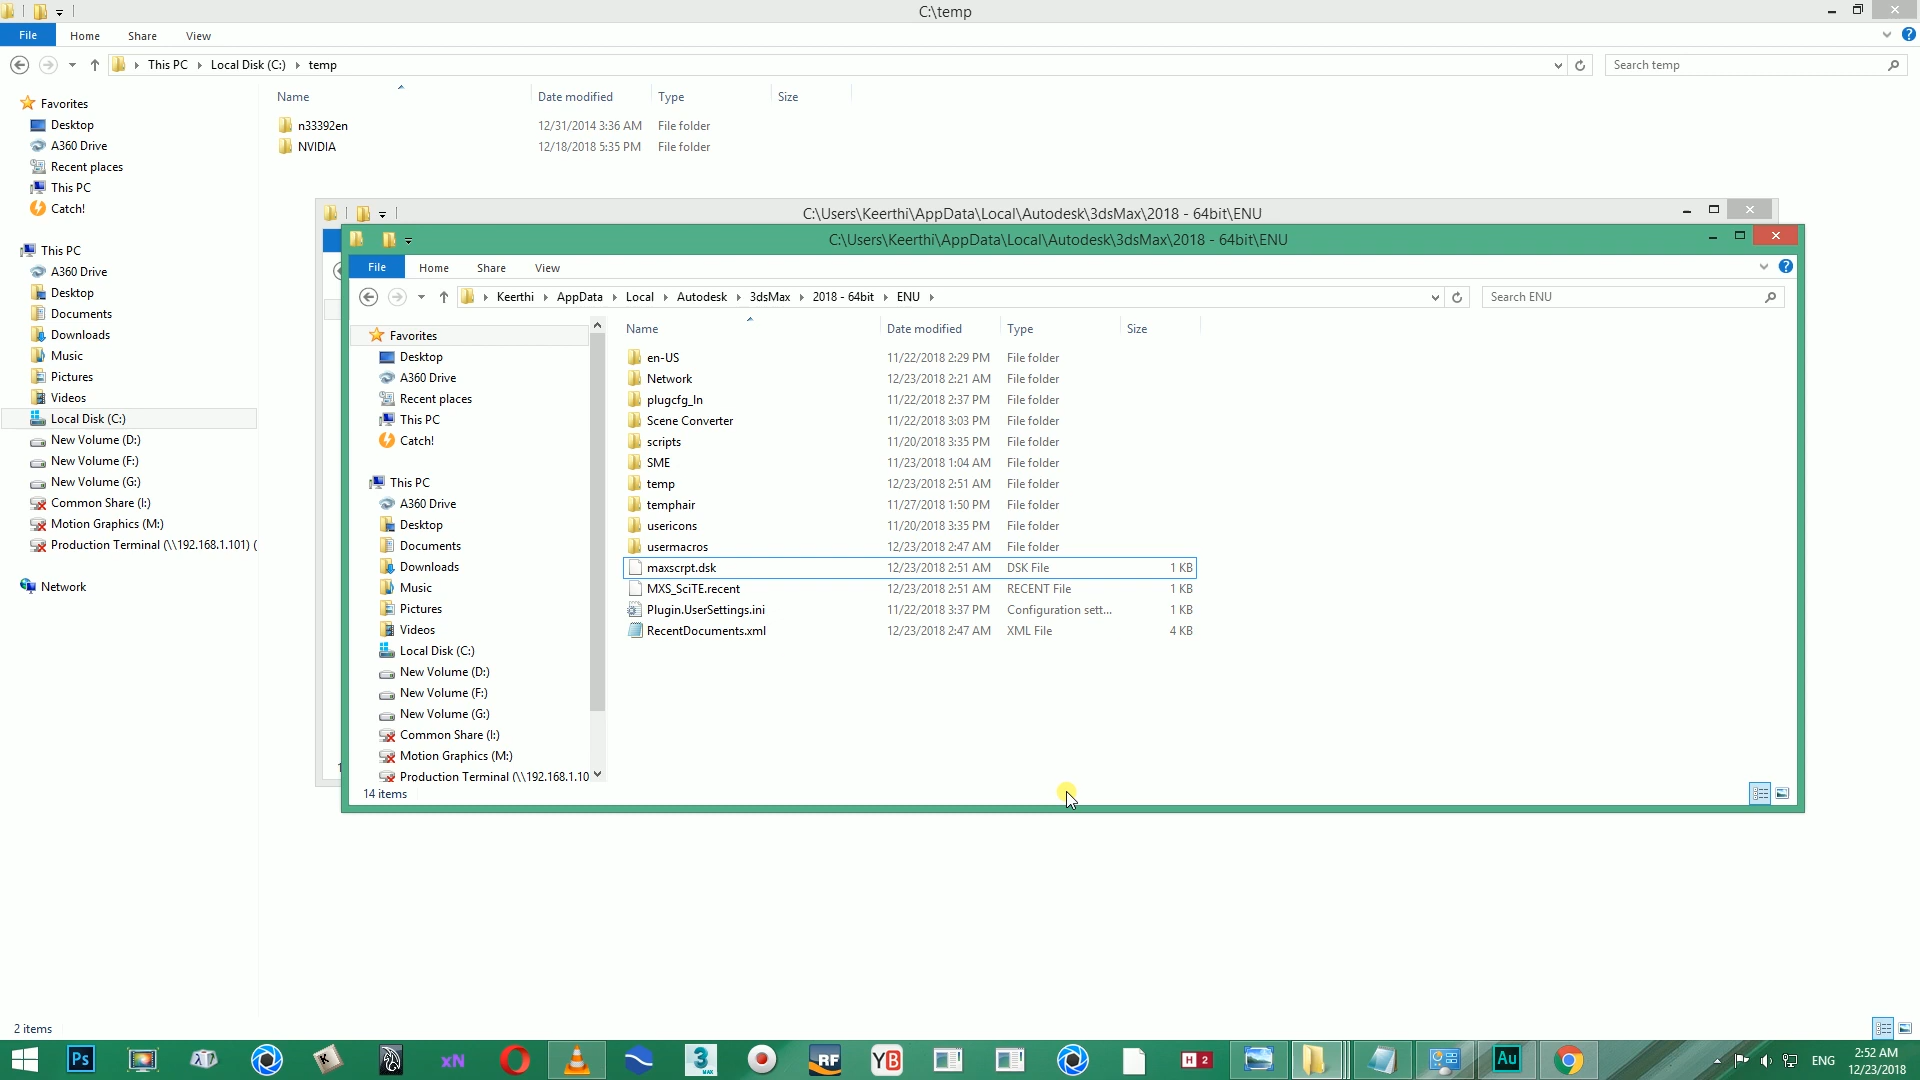 C:\temp
File Home Share View
This PC Local Disk (C:) temp
Search temp
Name Date modified Type Size
n33392en 12/31/2014 3:36 AM File folder
NVIDIA 12/18/2018 5:35 PM File folder
Favorites
Desktop
A360 Drive
Recent places
This PC
Catch!
This PC
A360 Drive
Desktop
Documents
Downloads
Music
Pictures
Videos
Local Disk (C:)
New Volume (D:)
New Volume (F:)
New Volume (G:)
Common Share (I:)
Motion Graphics (M:)
Production Terminal (\\192.168.1.101) (
Network
2 items
C:\Users\Keerthi\AppData\Local\Autodesk\3dsMax\2018 - 64bit\ENU
C:\Users\Keerthi\AppData\Local\Autodesk\3dsMax\2018 - 64bit\ENU
File Home Share View
Keerthi AppData Local Autodesk 3dsMax 2018 - 64bit ENU
Search ENU
Favorites
Desktop
A360 Drive
Recent places
This PC
Catch!
This PC
A360 Drive
Desktop
Documents
Downloads
Music
Pictures
Videos
Local Disk (C:)
New Volume (D:)
New Volume (F:)
New Volume (G:)
Common Share (I:)
Motion Graphics (M:)
Production Terminal (\\192.168.1.10
Name Date modified Type Size
en-US 11/22/2018 2:29 PM File folder
Network 12/23/2018 2:21 AM File folder
plugcfg_ln 11/22/2018 2:37 PM File folder
Scene Converter 11/22/2018 3:03 PM File folder
scripts 11/20/2018 3:35 PM File folder
SME 11/23/2018 1:04 AM File folder
temp 12/23/2018 2:51 AM File folder
temphair 11/27/2018 1:50 PM File folder
usericons 11/20/2018 3:35 PM File folder
usermacros 12/23/2018 2:47 AM File folder
maxscrpt.dsk 12/23/2018 2:51 AM DSK File 1 KB
MXS_SciTE.recent 12/23/2018 2:51 AM RECENT File 1 KB
Plugin.UserSettings.ini 11/22/2018 3:37 PM Configuration sett... 1 KB
RecentDocuments.xml 12/23/2018 2:47 AM XML File 4 KB
14 items
Ps K xN 3 MAX RF YB H 2 Au
ENG
2:52 AM
12/23/2018